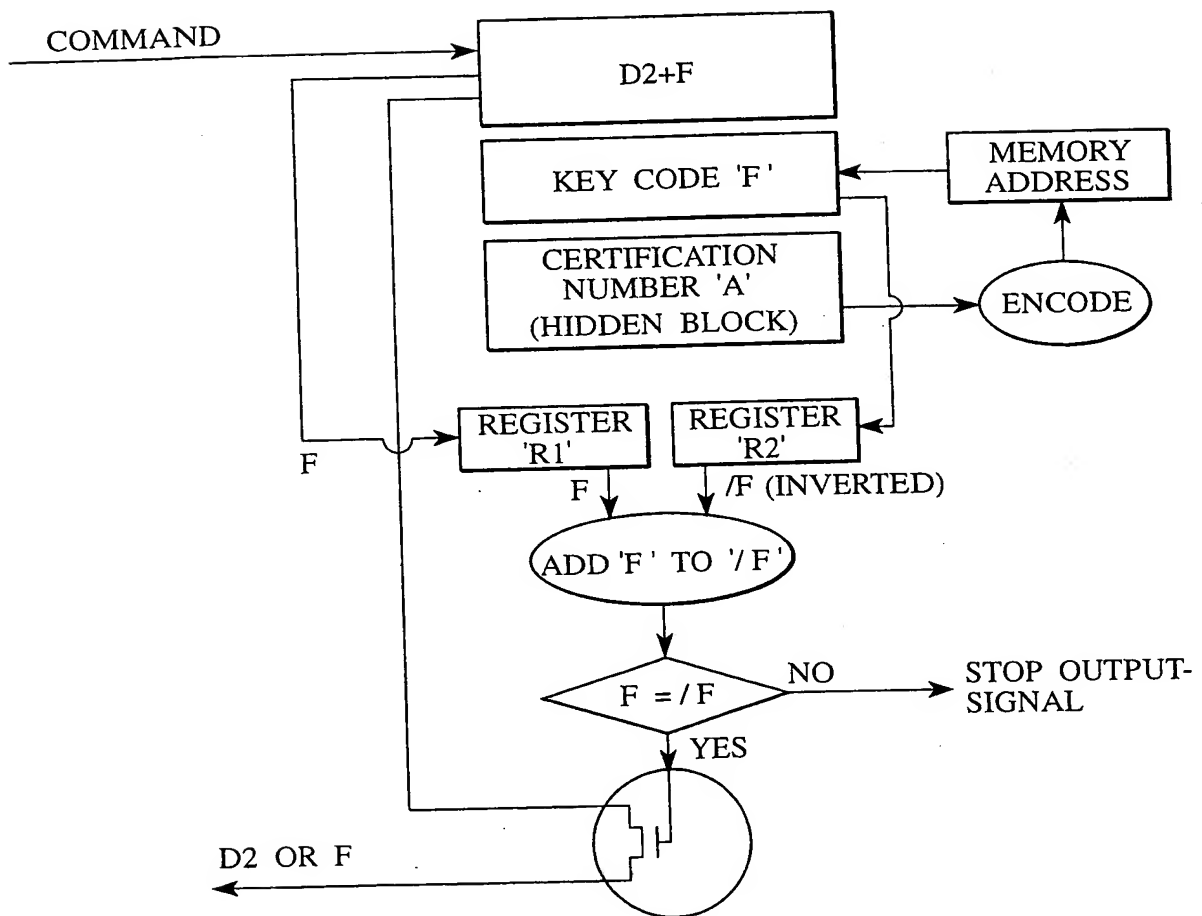 COMMAND
D2+F
KEY CODE 'F'
MEMORY
ADDRESS
CERTIFICATION
NUMBER 'A'
(HIDDEN BLOCK)
ENCODE
REGISTER
'R1'
REGISTER
'R2'
F
F
/F (INVERTED)
ADD 'F' TO '/F'
F = / F
NO
STOP OUTPUT-
SIGNAL
YES
D2 OR F